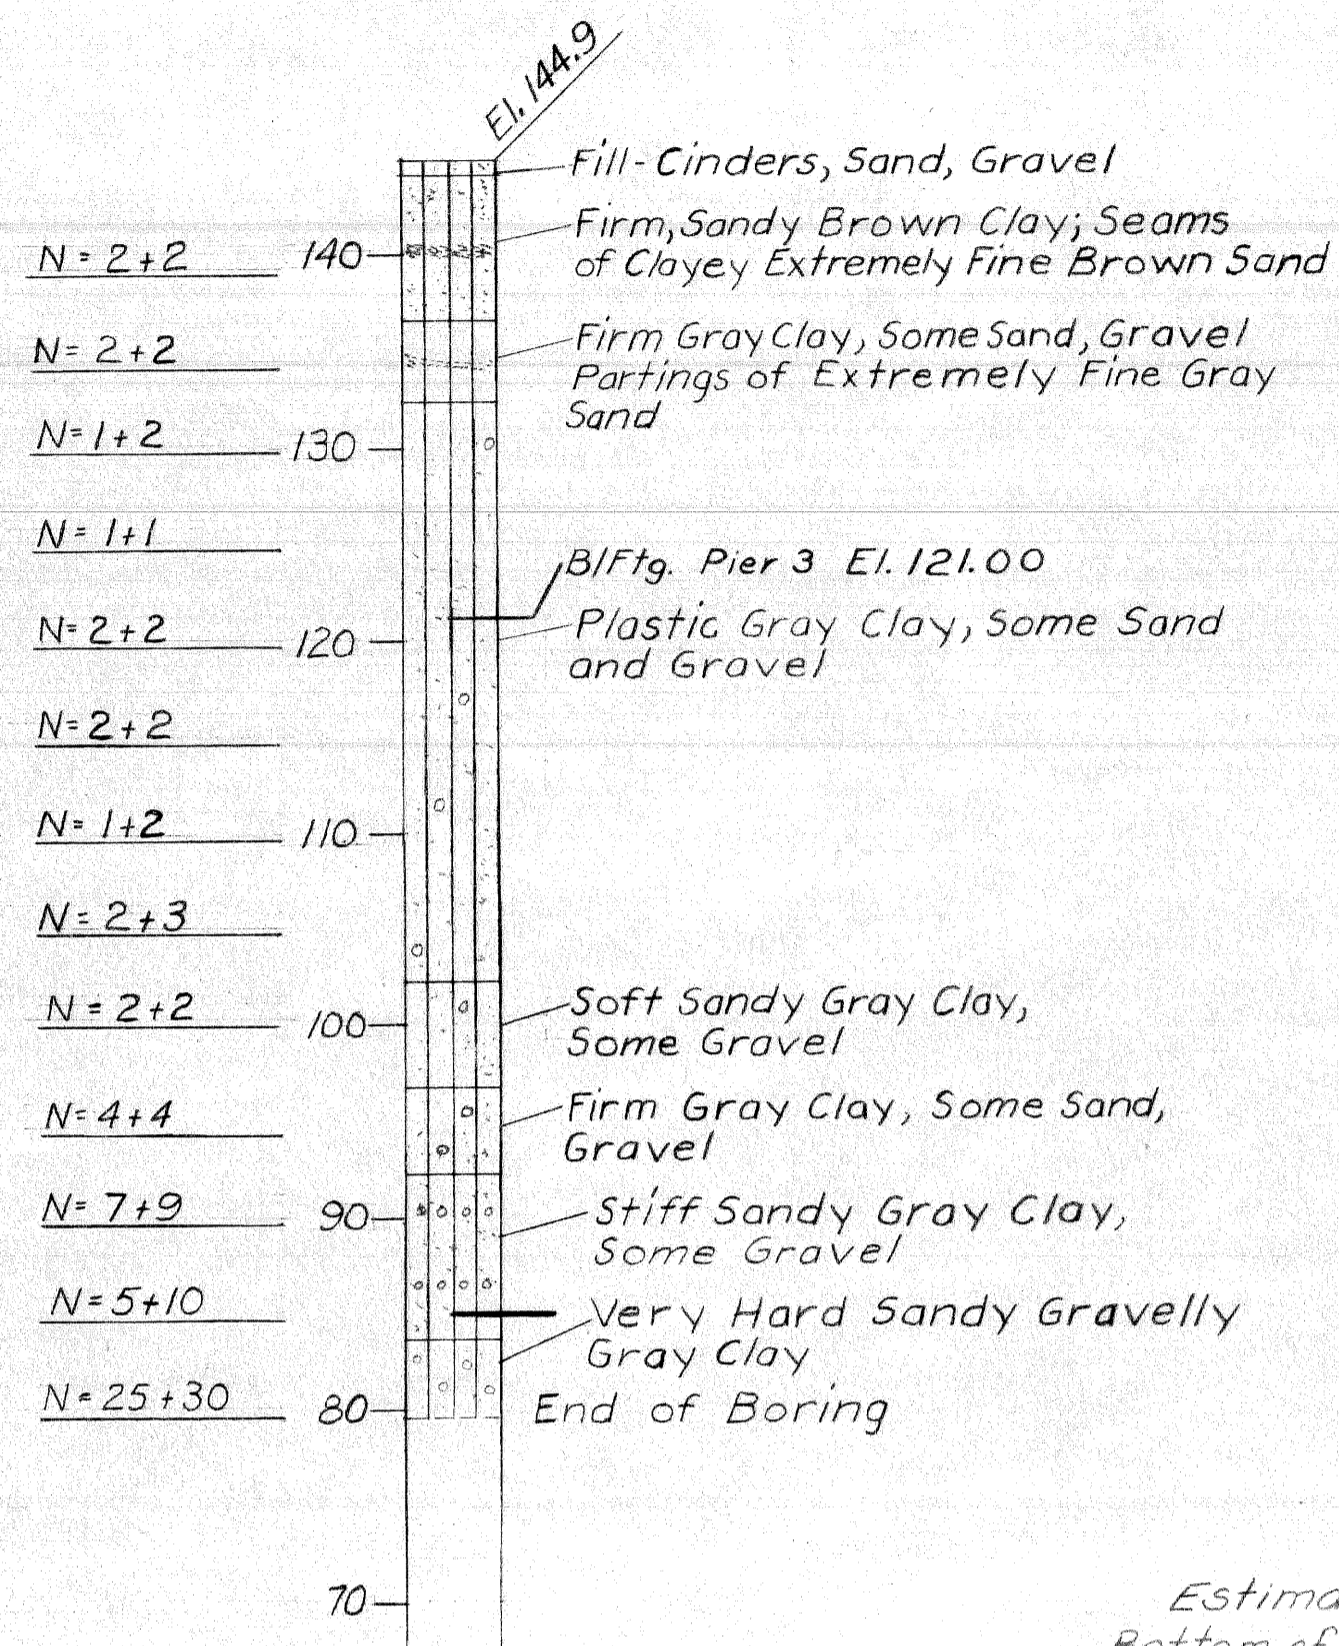 El. 144.9
Fill-Cinders, Sand, Gravel
Firm, Sandy Brown Clay; Seams
of Clayey Extremely Fine Brown Sand
N = 2+2 140
Firm Gray Clay, Some Sand, Gravel
Partings of Extremely Fine Gray
Sand
N = 2+2
N = 1+2 130
N = 1+1
B/Ftg. Pier 3 El. 121.00
N = 2+2 120
Plastic Gray Clay, Some Sand
and Gravel
N = 2+2
N = 1+2 110
N = 2+3
N = 2+2 100
Soft Sandy Gray Clay,
Some Gravel
N = 4+4
Firm Gray Clay, Some Sand,
Gravel
N = 7+9 90
Stiff Sandy Gray Clay,
Some Gravel
N = 5+10
Very Hard Sandy Gravelly
Gray Clay
N = 25+30 80
End of Boring
70
Estima
Bottom of